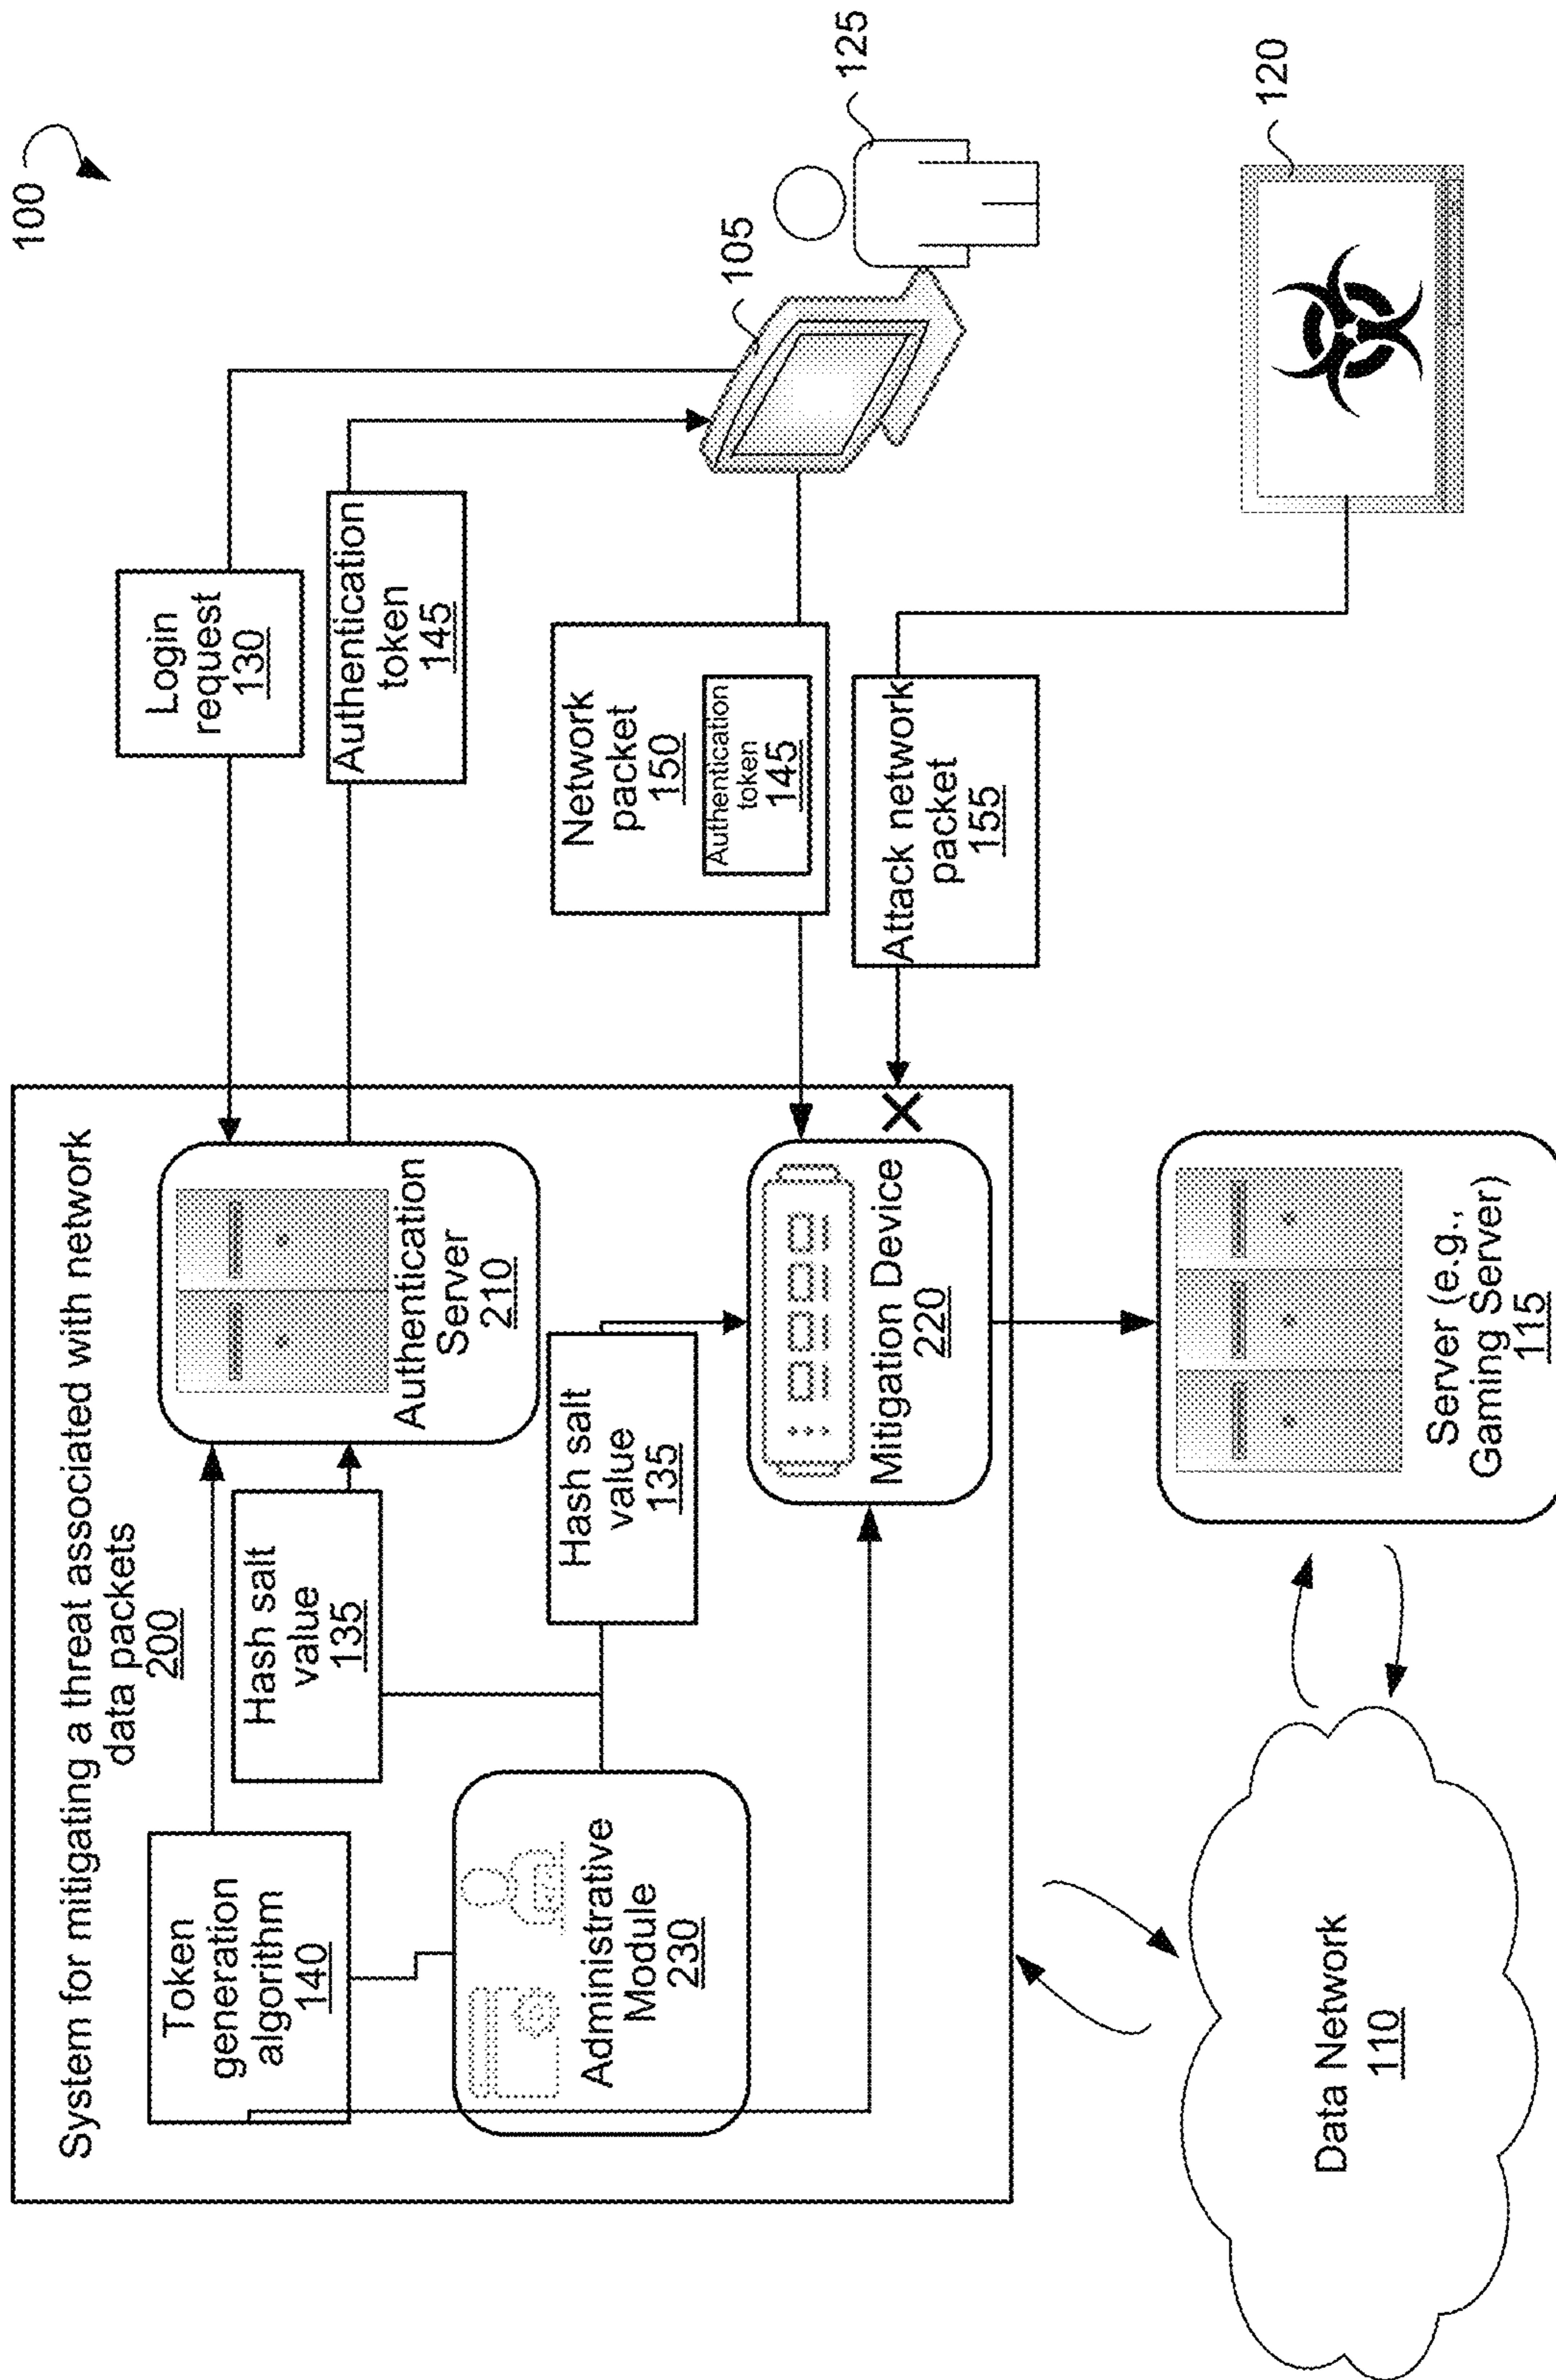 100
System for mitigating a threat associated with network
data packets
200
Token
generation
algorithm
140
Hash salt
value
135
Authentication
Server
210
Login
request
130
Authentication
token
145
105
125
Administrative
Module
230
Hash salt
value
135
Mitigation Device
220
Network
packet
150
Authentication
token
145
Attack network
packet
155
120
Data Network
110
Server (e.g.,
Gaming Server)
115